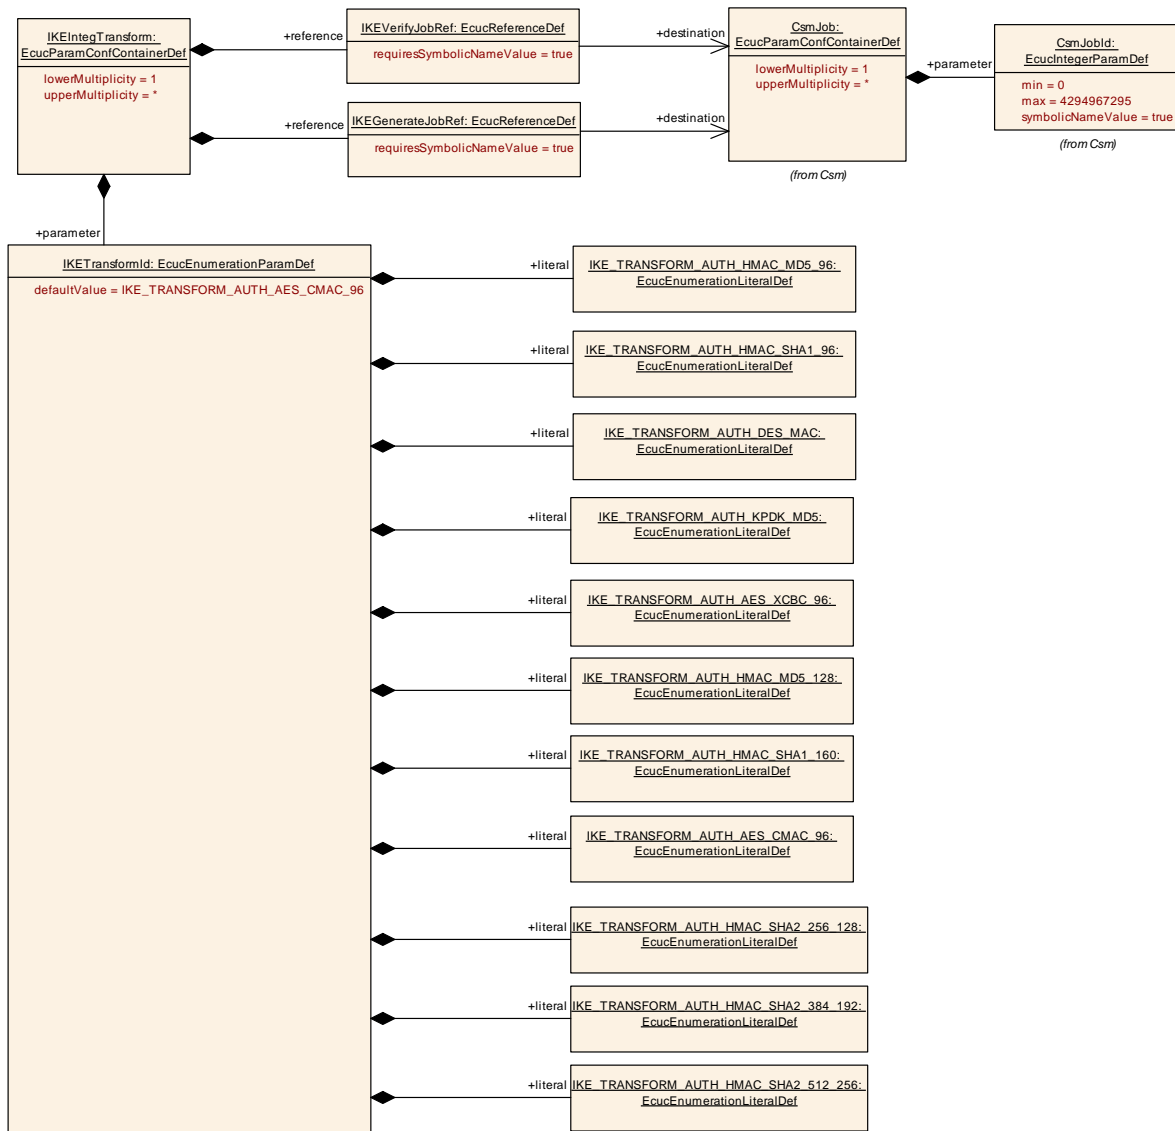 IKEIntegTransform:
EcucParamConfContainerDef
lowerMultiplicity = 1
upperMultiplicity = *
+reference
IKEVerifyJobRef: EcucReferenceDef
requiresSymbolicNameValue = true
+destination
CsmJob:
EcucParamConfContainerDef
lowerMultiplicity = 1
upperMultiplicity = *
(from Csm)
+parameter
CsmJobId:
EcucIntegerParamDef
min = 0
max = 4294967295
symbolicNameValue = true
(from Csm)
+reference
IKEGenerateJobRef: EcucReferenceDef
requiresSymbolicNameValue = true
+destination
+parameter
IKETransformId: EcucEnumerationParamDef
defaultValue = IKE_TRANSFORM_AUTH_AES_CMAC_96
+literal
IKE_TRANSFORM_AUTH_HMAC_MD5_96:
EcucEnumerationLiteralDef
+literal
IKE_TRANSFORM_AUTH_HMAC_SHA1_96:
EcucEnumerationLiteralDef
+literal
IKE_TRANSFORM_AUTH_DES_MAC:
EcucEnumerationLiteralDef
+literal
IKE_TRANSFORM_AUTH_KPDK_MD5:
EcucEnumerationLiteralDef
+literal
IKE_TRANSFORM_AUTH_AES_XCBC_96:
EcucEnumerationLiteralDef
+literal
IKE_TRANSFORM_AUTH_HMAC_MD5_128:
EcucEnumerationLiteralDef
+literal
IKE_TRANSFORM_AUTH_HMAC_SHA1_160:
EcucEnumerationLiteralDef
+literal
IKE_TRANSFORM_AUTH_AES_CMAC_96:
EcucEnumerationLiteralDef
+literal
IKE_TRANSFORM_AUTH_HMAC_SHA2_256_128:
EcucEnumerationLiteralDef
+literal
IKE_TRANSFORM_AUTH_HMAC_SHA2_384_192:
EcucEnumerationLiteralDef
+literal
IKE_TRANSFORM_AUTH_HMAC_SHA2_512_256:
EcucEnumerationLiteralDef